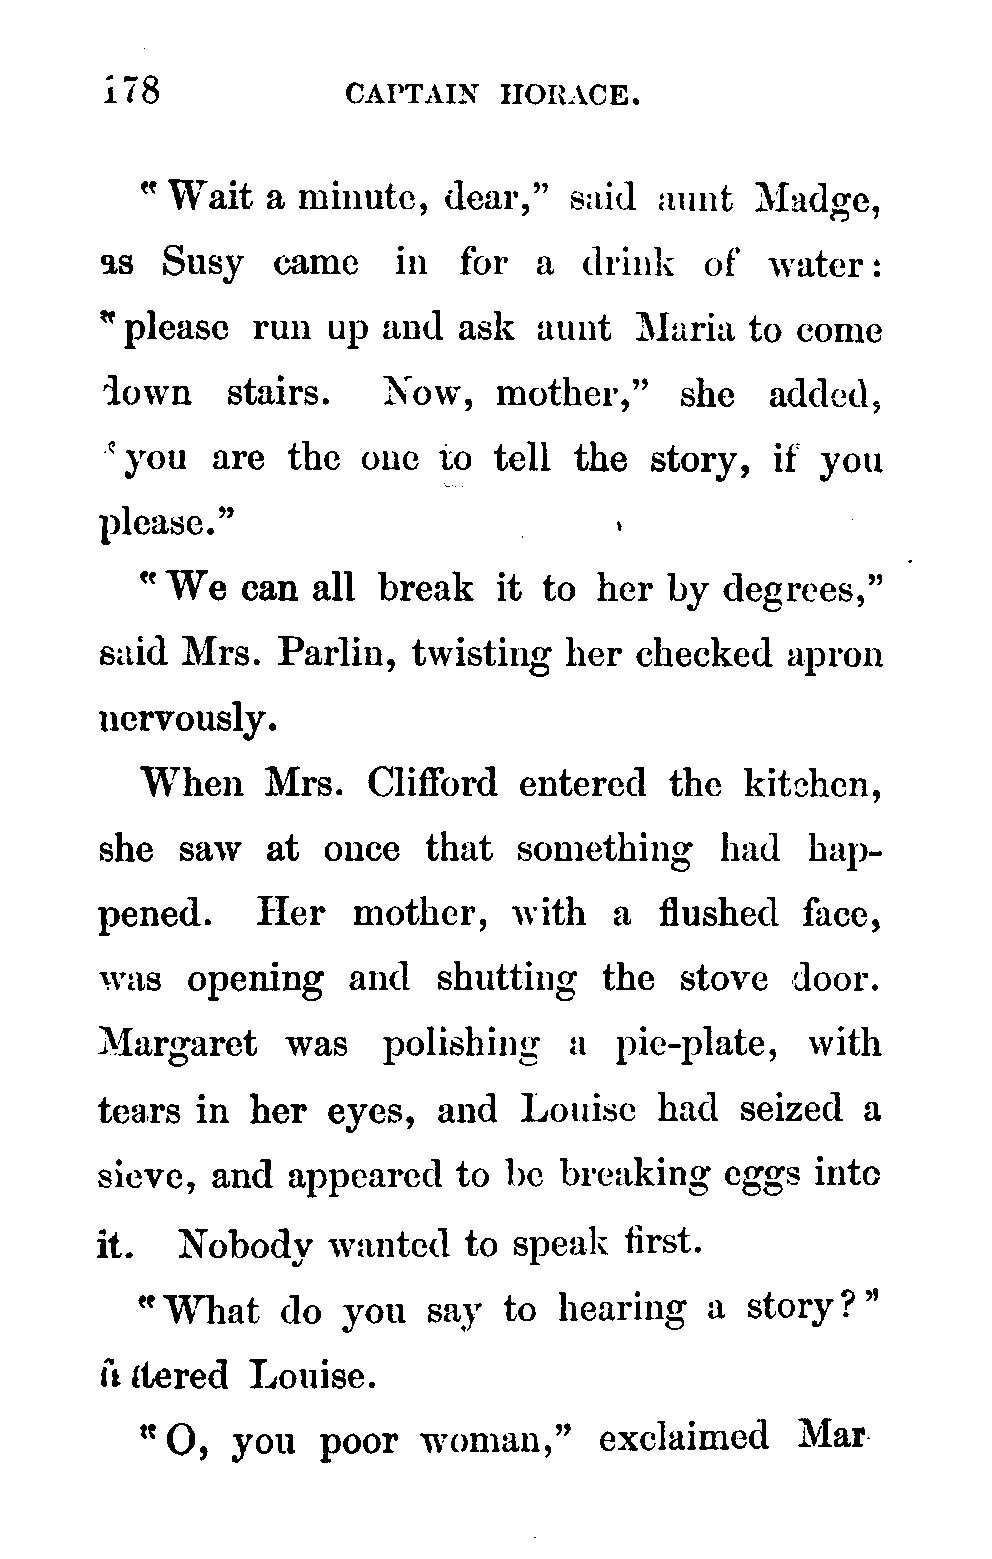 178 CAPTAIN HORACE.
"Wait a minute, dear," said aunt Madge,
as Susy came in for a drink of water:
"please run up and ask aunt Maria to come
down stairs. Now, mother," she added,
"you are the one to tell the story, if you
please."
"We can all break it to her by degrees,"
said Mrs. Parlin, twisting her checked apron
nervously.
When Mrs. Clifford entered the kitchen,
she saw at once that something had hap-
pened. Her mother, with a flushed face,
was opening and shutting the stove door.
Margaret was polishing a pie-plate, with
tears in her eyes, and Louise had seized a
sieve, and appeared to be breaking eggs into
it. Nobody wanted to speak first.
"What do you say to hearing a story?"
Louise.
"O, you poor woman," exclaimed Mar